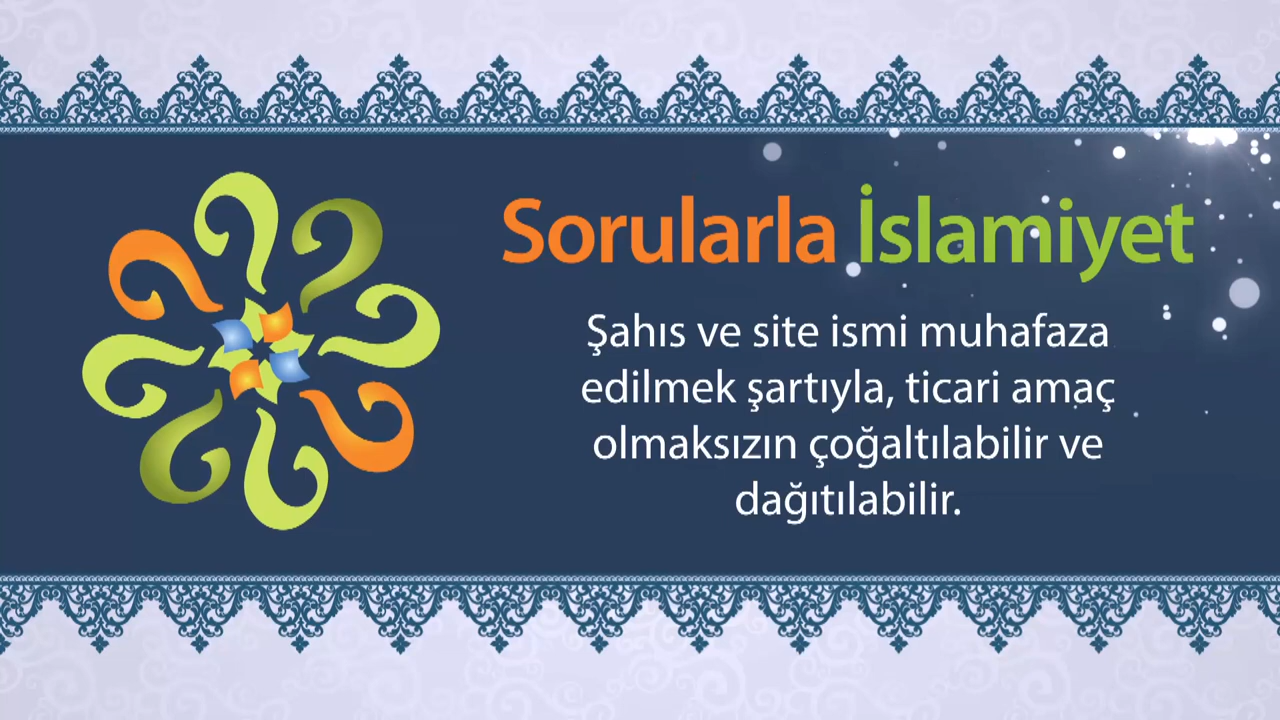 Sorularla İslamiyet
Şahıs ve site ismi muhafaza
edilmek şartıyla, ticari amaç
olmaksızın çoğaltılabilir ve
dağıtılabilir.